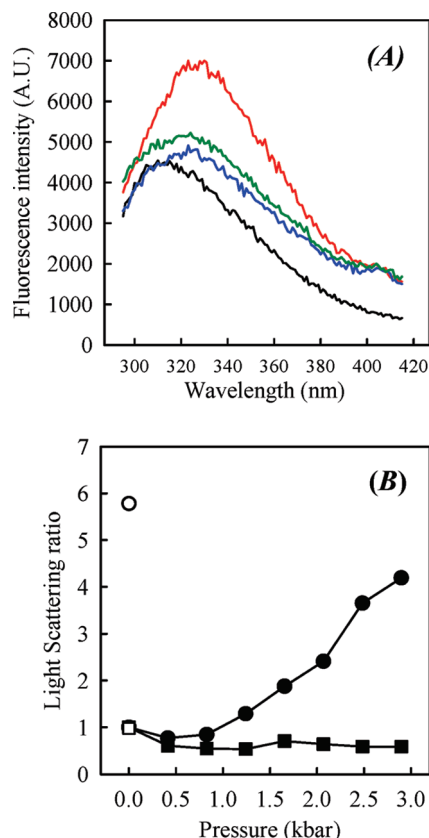 (A)
Fluorescence intensity (A.U.)
8000
7000
6000
5000
4000
3000
2000
1000
0
300 320 340 360 380 400 420
Wavelength (nm)
(B)
Light Scattering ratio
7
6
5
4
3
2
1
0
0.0 0.5 1.0 1.5 2.0 2.5 3.0
Pressure (kbar)